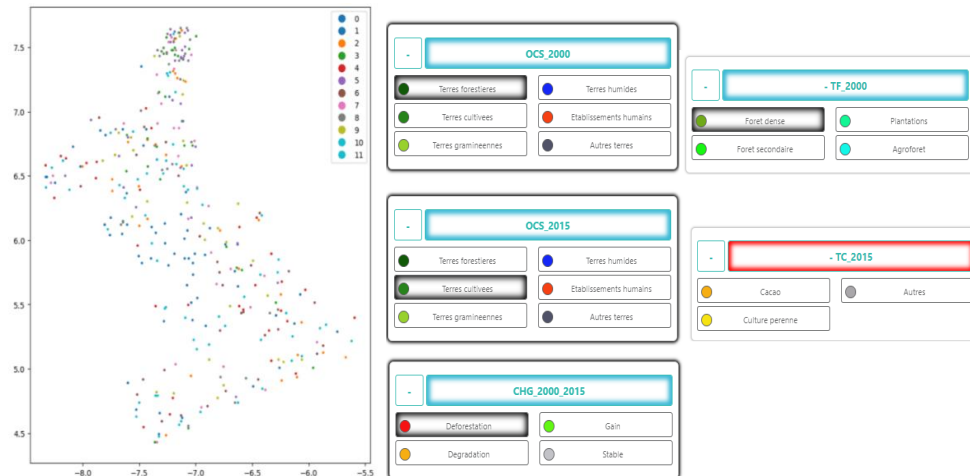 7.5
7.0
6.5
6.0
5.5
5.0
4.5
−8.0
−7.5
−7.0
−6.5
−6.0
−5.5
0
1
2
3
4
5
6
7
8
9
10
11
- OCS_2000
Terres forestieres
Terres humides
Terres cultivees
Etablissements humains
Terres gramineennes
Autres terres
- - TF_2000
Foret dense
Plantations
Foret secondaire
Agroforet
- OCS_2015
Terres forestieres
Terres humides
Terres cultivees
Etablissements humains
Terres gramineennes
Autres terres
- - TC_2015
Cacao
Autres
Culture perenne
- CHG_2000_2015
Deforestation
Gain
Degradation
Stable